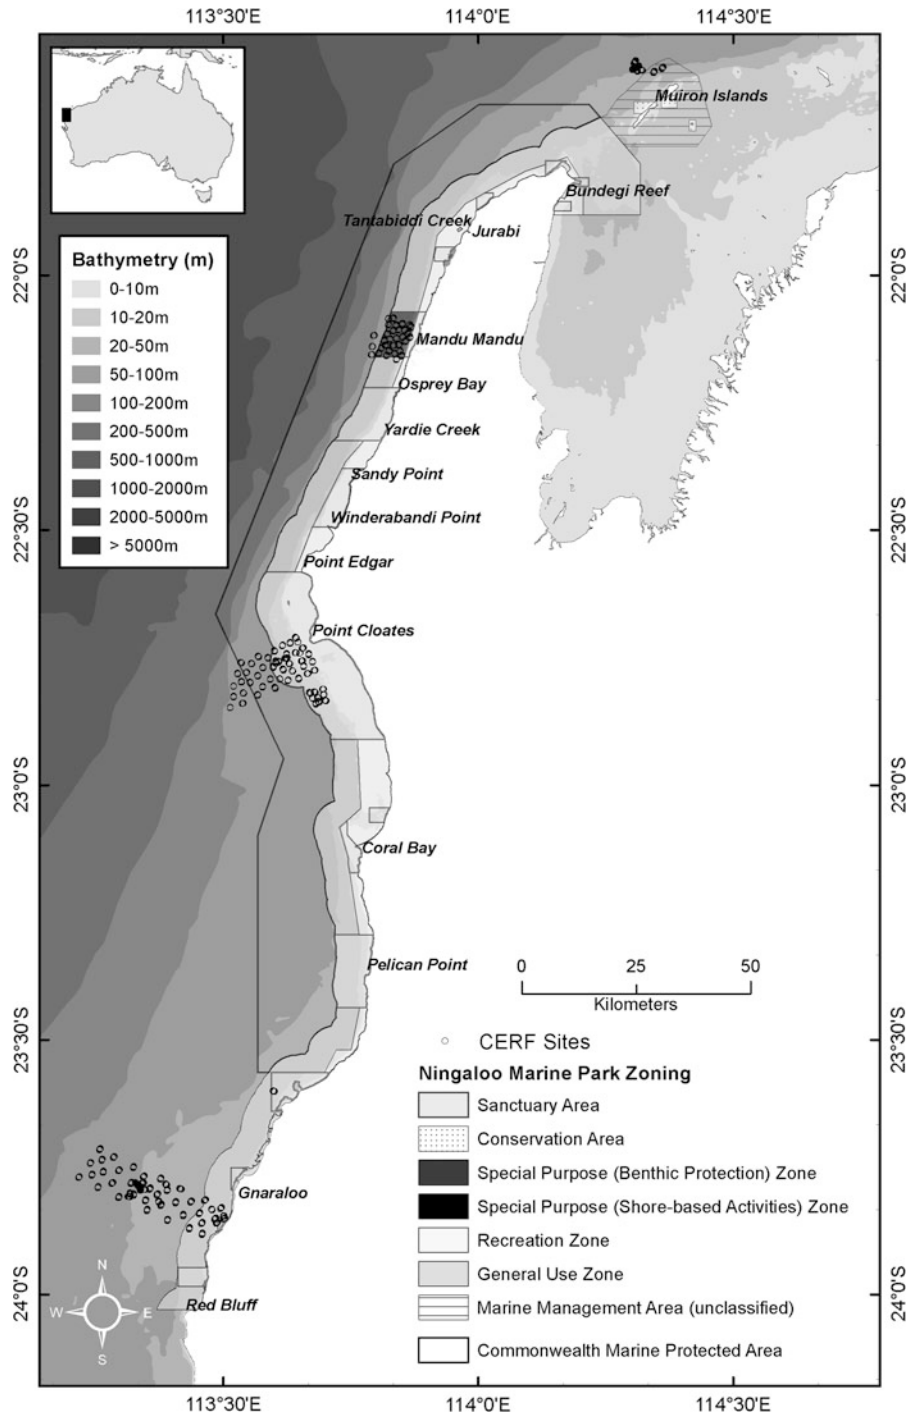 113°30'E
114°0'E
114°30'E
Muiron Islands
Bundegi Reef
Tantabiddi Creek
Jurabi
22°0'S
22°0'S
Bathymetry (m)
0-10m
10-20m
20-50m
50-100m
100-200m
200-500m
500-1000m
1000-2000m
2000-5000m
> 5000m
Mandu Mandu
Osprey Bay
Yardie Creek
Sandy Point
Winderabandi Point
22°30'S
22°30'S
Point Edgar
Point Cloates
23°0'S
23°0'S
Coral Bay
Pelican Point
0 25 50
Kilometers
23°30'S
23°30'S
CERF Sites
Ningaloo Marine Park Zoning
Sanctuary Area
Conservation Area
Special Purpose (Benthic Protection) Zone
Special Purpose (Shore-based Activities) Zone
Recreation Zone
General Use Zone
Marine Management Area (unclassified)
Commonwealth Marine Protected Area
Gnaraloo
24°0'S
24°0'S
N
W E
S
Red Bluff
113°30'E
114°0'E
114°30'E